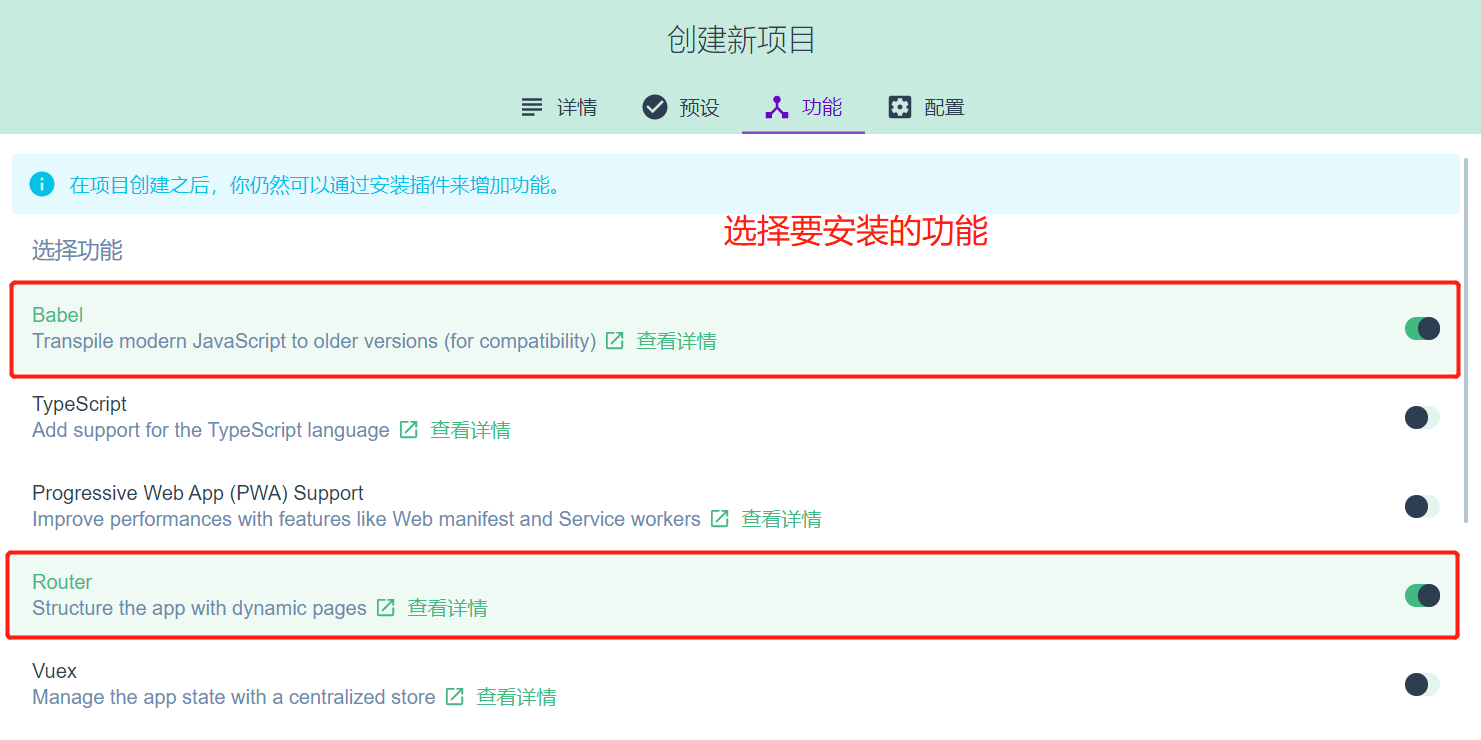 创建新项目
详情 预设 功能 配置
在项目创建之后，你仍然可以通过安装插件来增加功能。
选择要安装的功能
选择功能
Babel
Transpile modern JavaScript to older versions (for compatibility) 查看详情
TypeScript
Add support for the TypeScript language 查看详情
Progressive Web App (PWA) Support
Improve performances with features like Web manifest and Service workers 查看详情
Router
Structure the app with dynamic pages 查看详情
Vuex
Manage the app state with a centralized store 查看详情